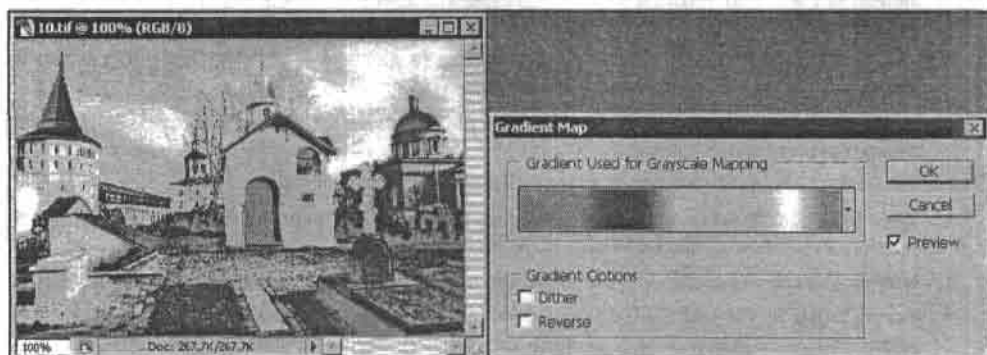 10.tif @ 100% (RGB/8)
100%
Doc: 267,7K/267,7K
Gradient Map
Gradient Used for Grayscale Mapping
OK
Cancel
Preview
Gradient Options
Dither
Reverse